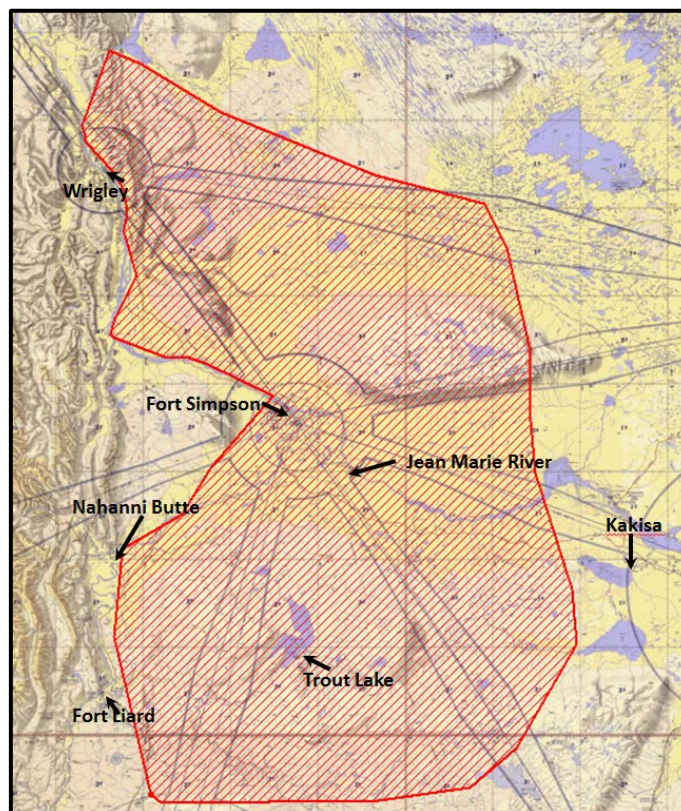 Wrigley
Fort Simpson
Jean Marie River
Nahanni Butte
Kakisa
Trout Lake
Fort Liard